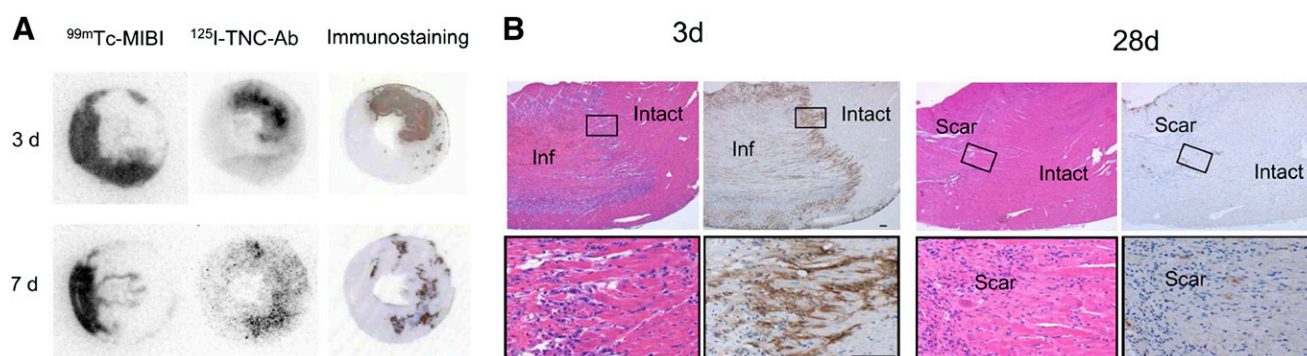 A
⁹⁹ᵐTc-MIBI ¹²⁵I-TNC-Ab Immunostaining
3 d
7 d
B
3d 28d
Inf Intact Inf Intact Scar Intact Scar Intact
Scar Scar